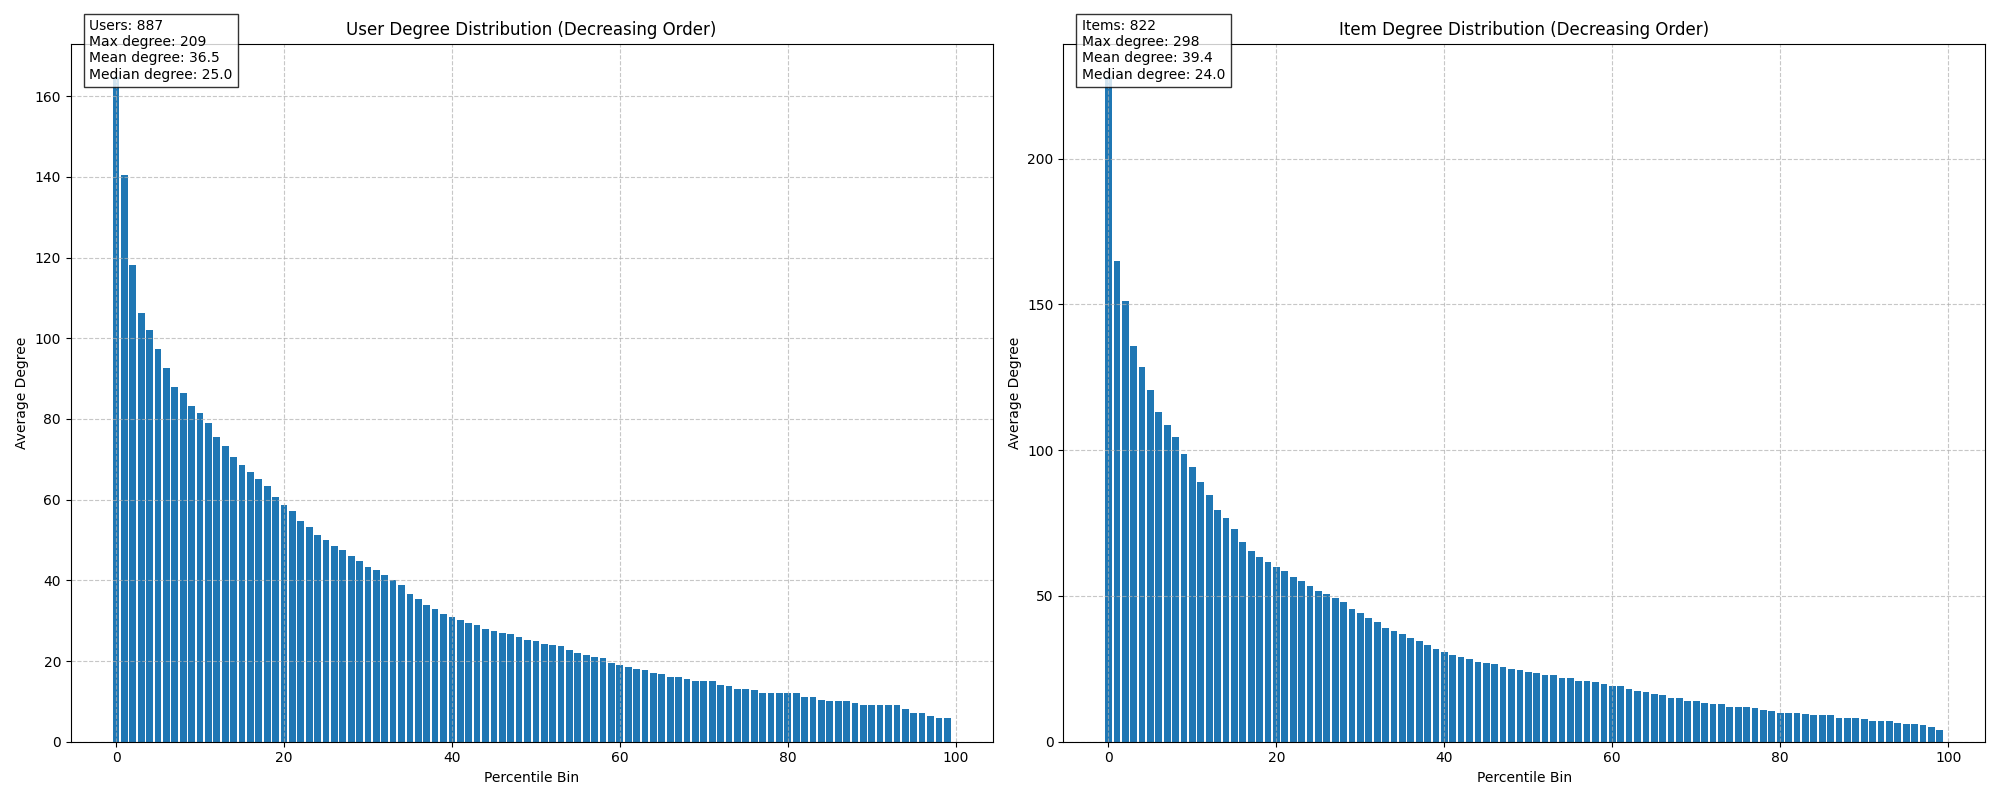 Users: 887
Max degree: 209
Mean degree: 36.5
Median degree: 25.0
User Degree Distribution (Decreasing Order)
Average Degree
160
140
120
100
80
60
40
20
0
0 20 40 60 80 100
Percentile Bin
Items: 822
Max degree: 298
Mean degree: 39.4
Median degree: 24.0
Item Degree Distribution (Decreasing Order)
Average Degree
200
150
100
50
0
0 20 40 60 80 100
Percentile Bin